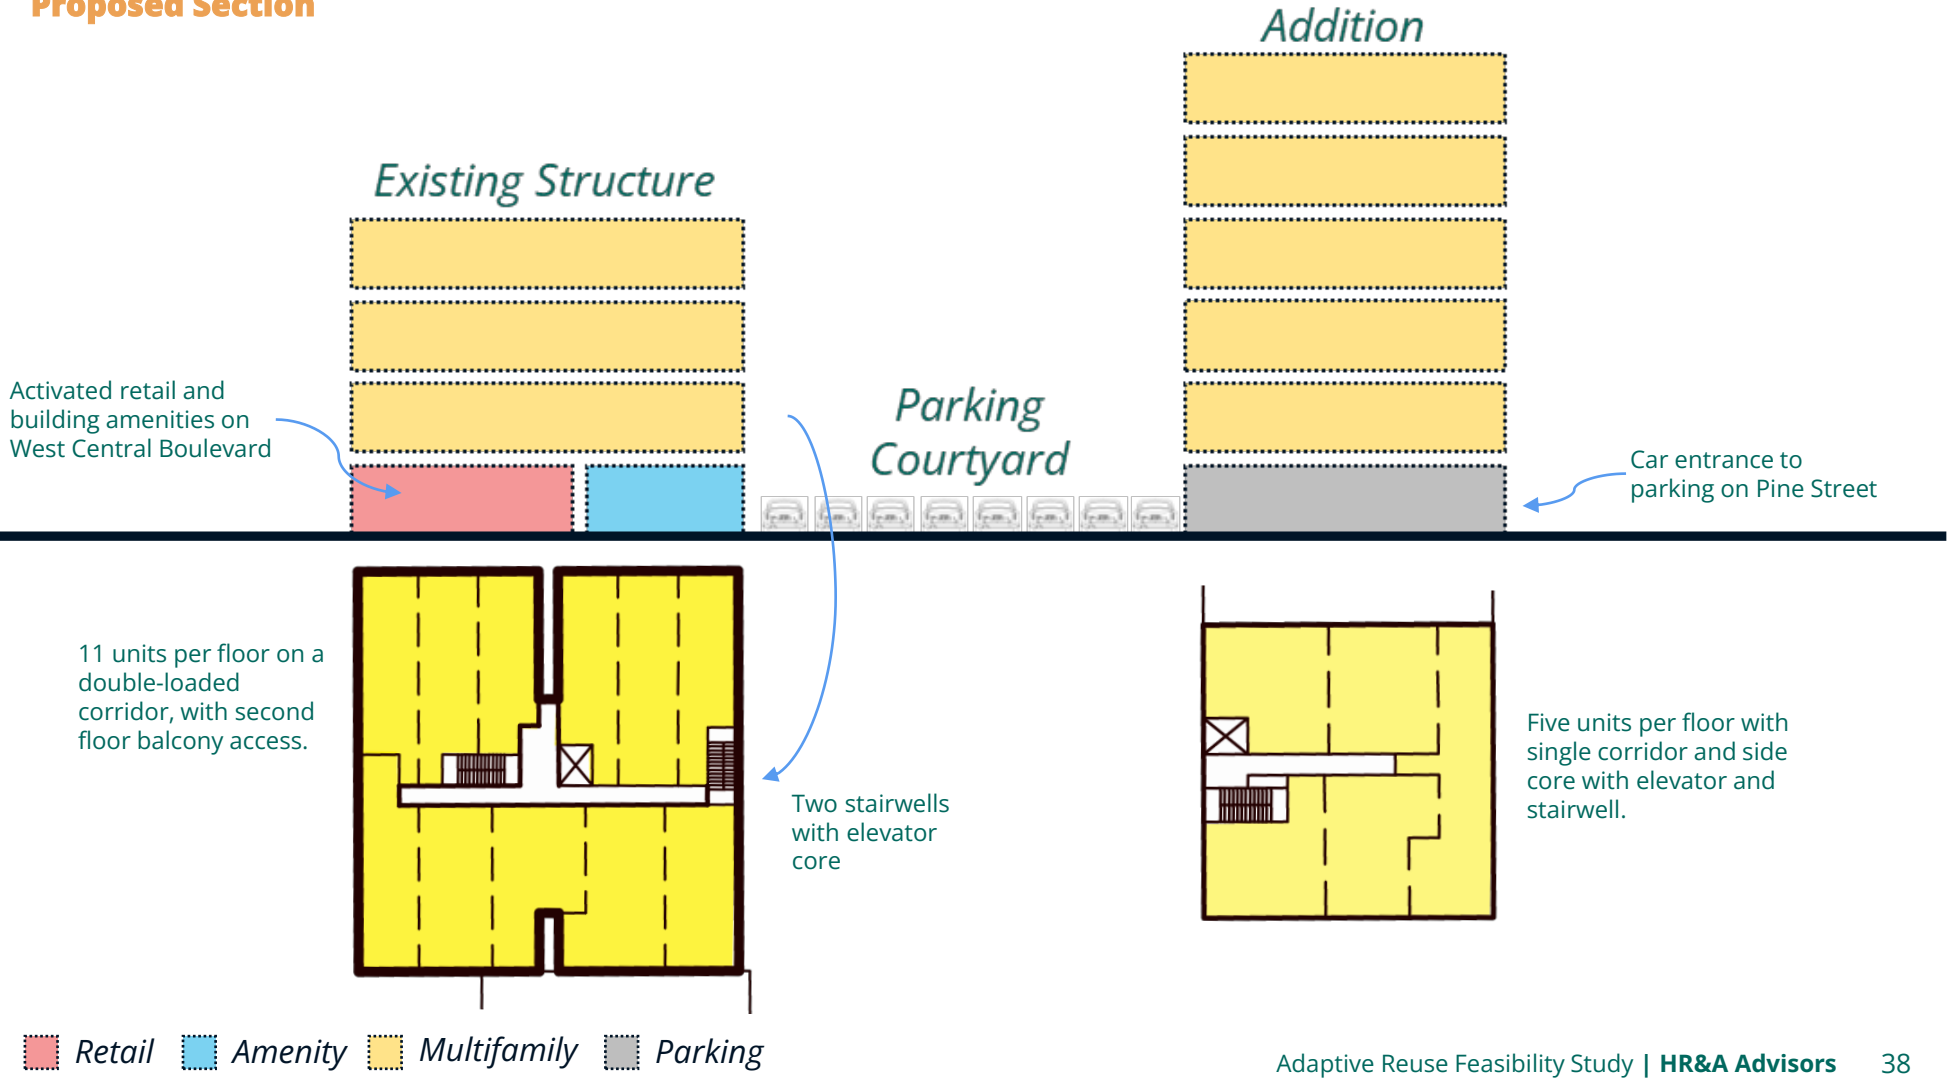 Proposed Section
Addition
Existing Structure
Activated retail and
building amenities on
West Central Boulevard
Parking
Courtyard
Car entrance to
parking on Pine Street
11 units per floor on a
double-loaded
corridor, with second
floor balcony access.
Two stairwells
with elevator
core
Five units per floor with
single corridor and side
core with elevator and
stairwell.
Retail
Amenity
Multifamily
Parking
Adaptive Reuse Feasibility Study | HR&A Advisors 38